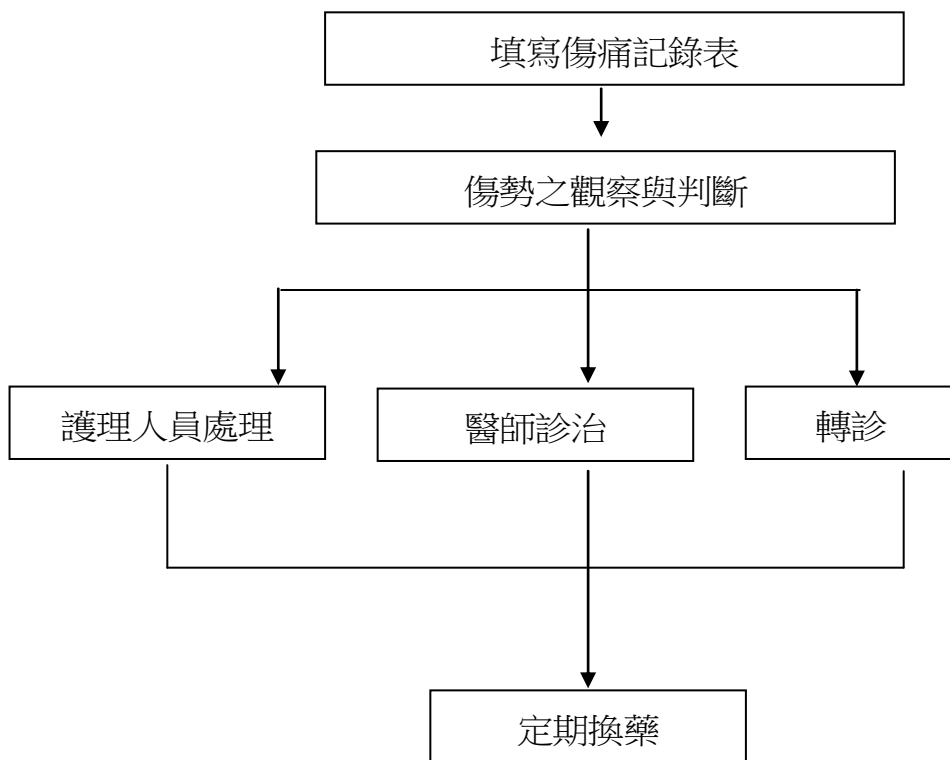 填寫傷痛記錄表
傷勢之觀察與判斷
護理人員處理
醫師診治
轉診
定期換藥